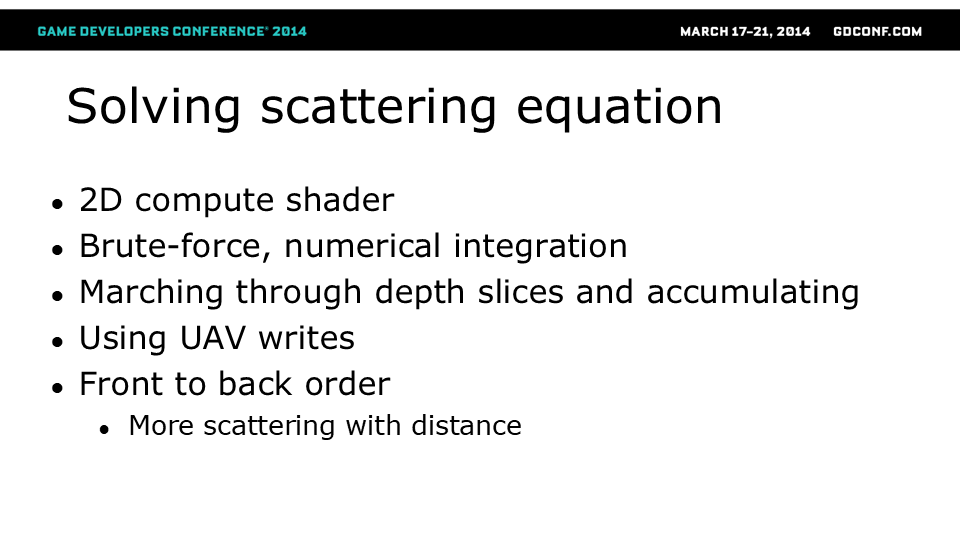 GAME DEVELOPERS CONFERENCE® 2014 MARCH 17–21, 2014 GDCONF.COM
Solving scattering equation
● 2D compute shader
● Brute-force, numerical integration
● Marching through depth slices and accumulating
● Using UAV writes
● Front to back order
● More scattering with distance